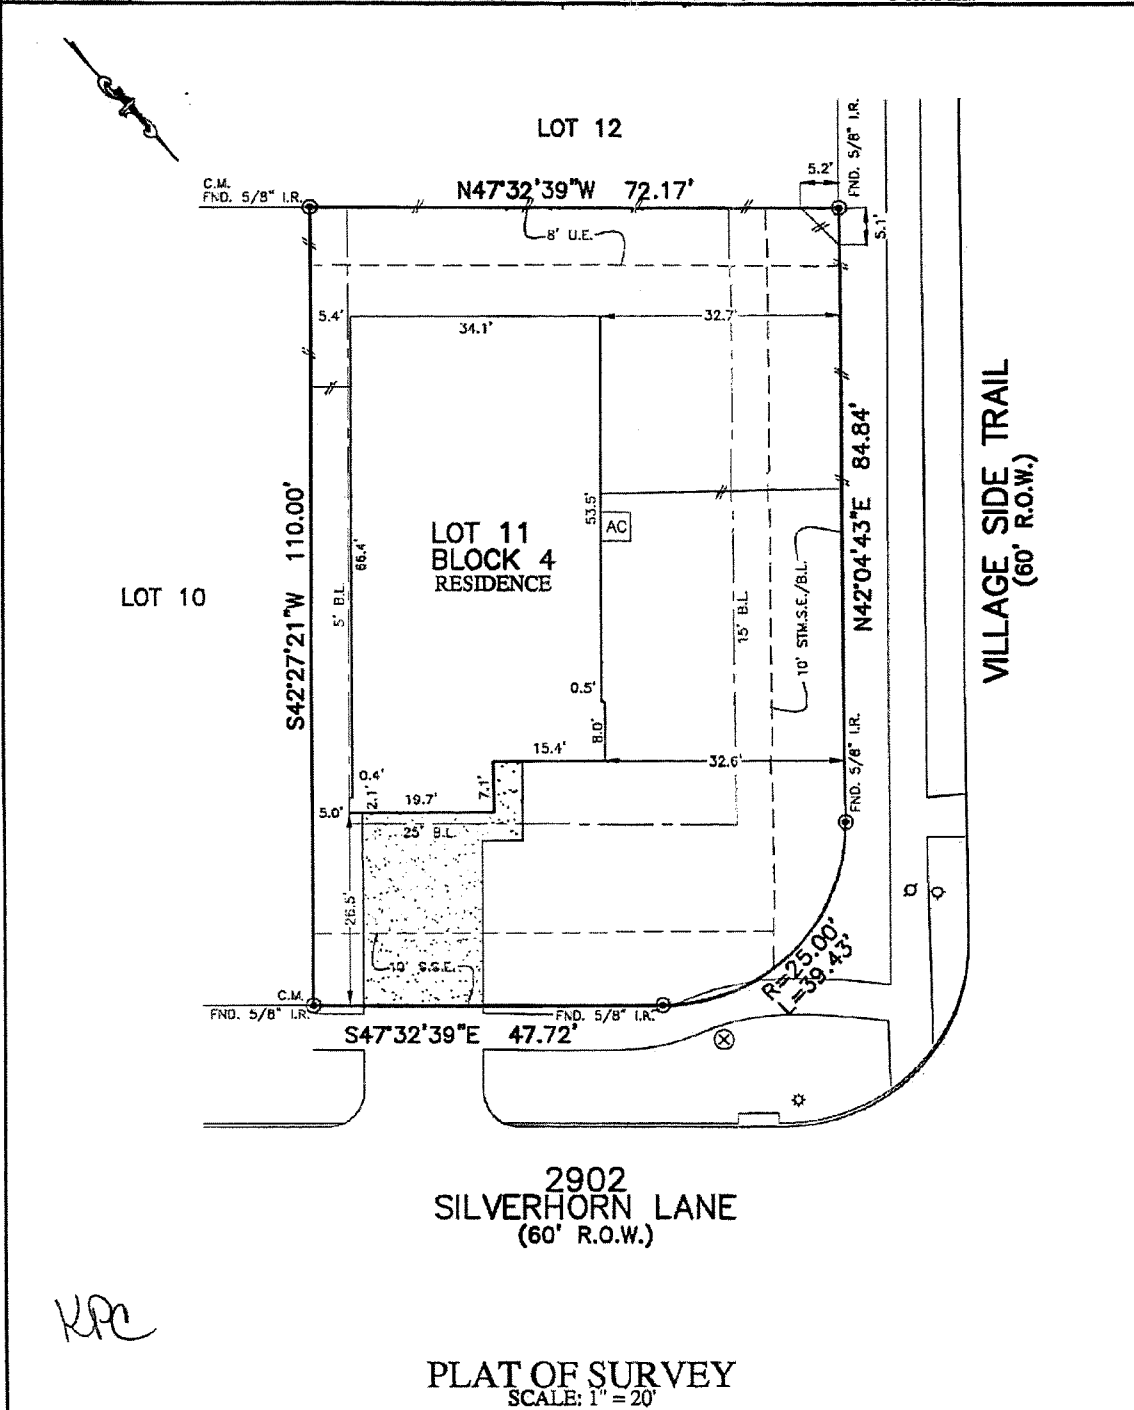 LOT 12
C.M.
FND. 5/8" I.R.
N47°32'39"W 72.17'
5.2'
FND. 5/8" I.R.
5.1'
8' U.E.
5.4'
34.1'
32.7'
VILLAGE SIDE TRAIL
(60' R.O.W.)
N42°04'43"E 84.84'
S42°27'21"W 110.00'
53.5'
AC
LOT 11
BLOCK 4
RESIDENCE
66.4'
5' B.L.
15' B.L.
10' STM.S.E./B.L.
LOT 10
0.5'
8.0'
15.4'
32.6'
FND. 5/8" I.R.
0.4'
2.1'
19.7'
7.1'
5.0'
25' B.L.
26.5'
10' S.S.E.
R=25.00'
L=39.43'
C.M.
FND. 5/8" I.R.
FND. 5/8" I.R.
S47°32'39"E 47.72'
2902
SILVERHORN LANE
(60' R.O.W.)
KPC
PLAT OF SURVEY
SCALE: 1" = 20'